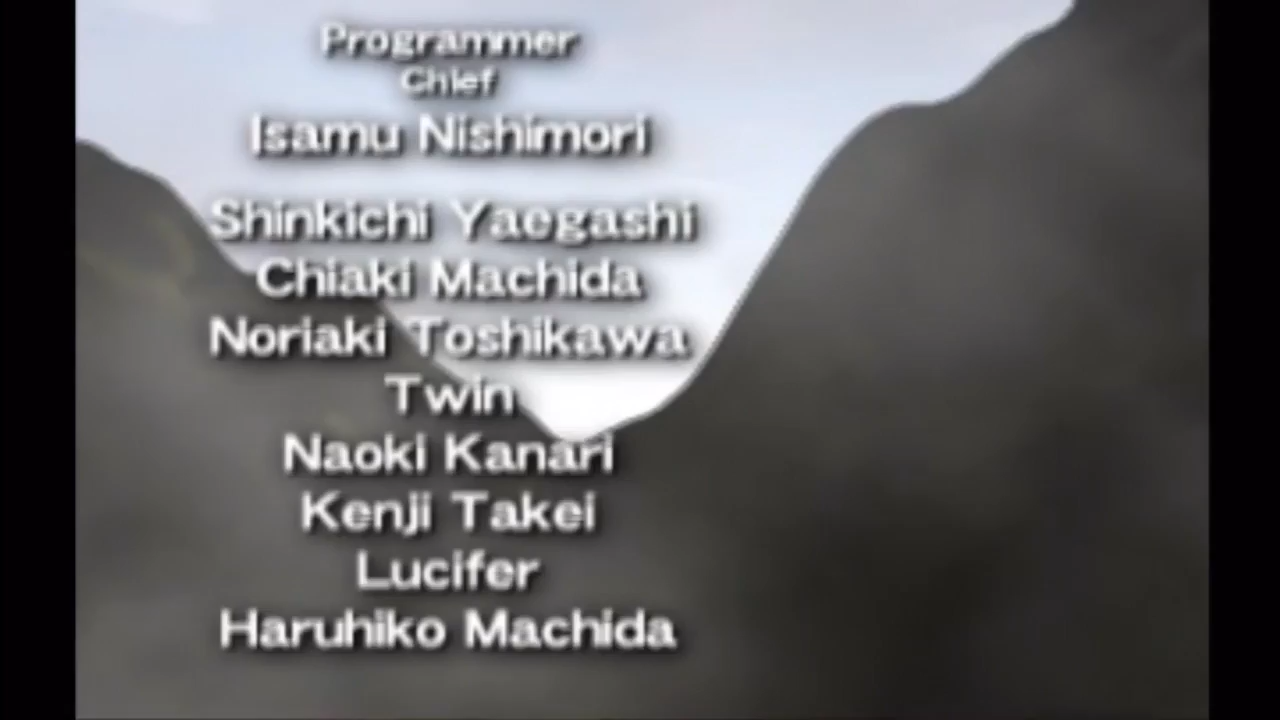 Programmer
Chief
Isamu Nishimori
Shinkichi Yaegashi
Chiaki Machida
Noriaki Toshikawa
Twin
Naoki Kanari
Kenji Takei
Lucifer
Haruhiko Machida